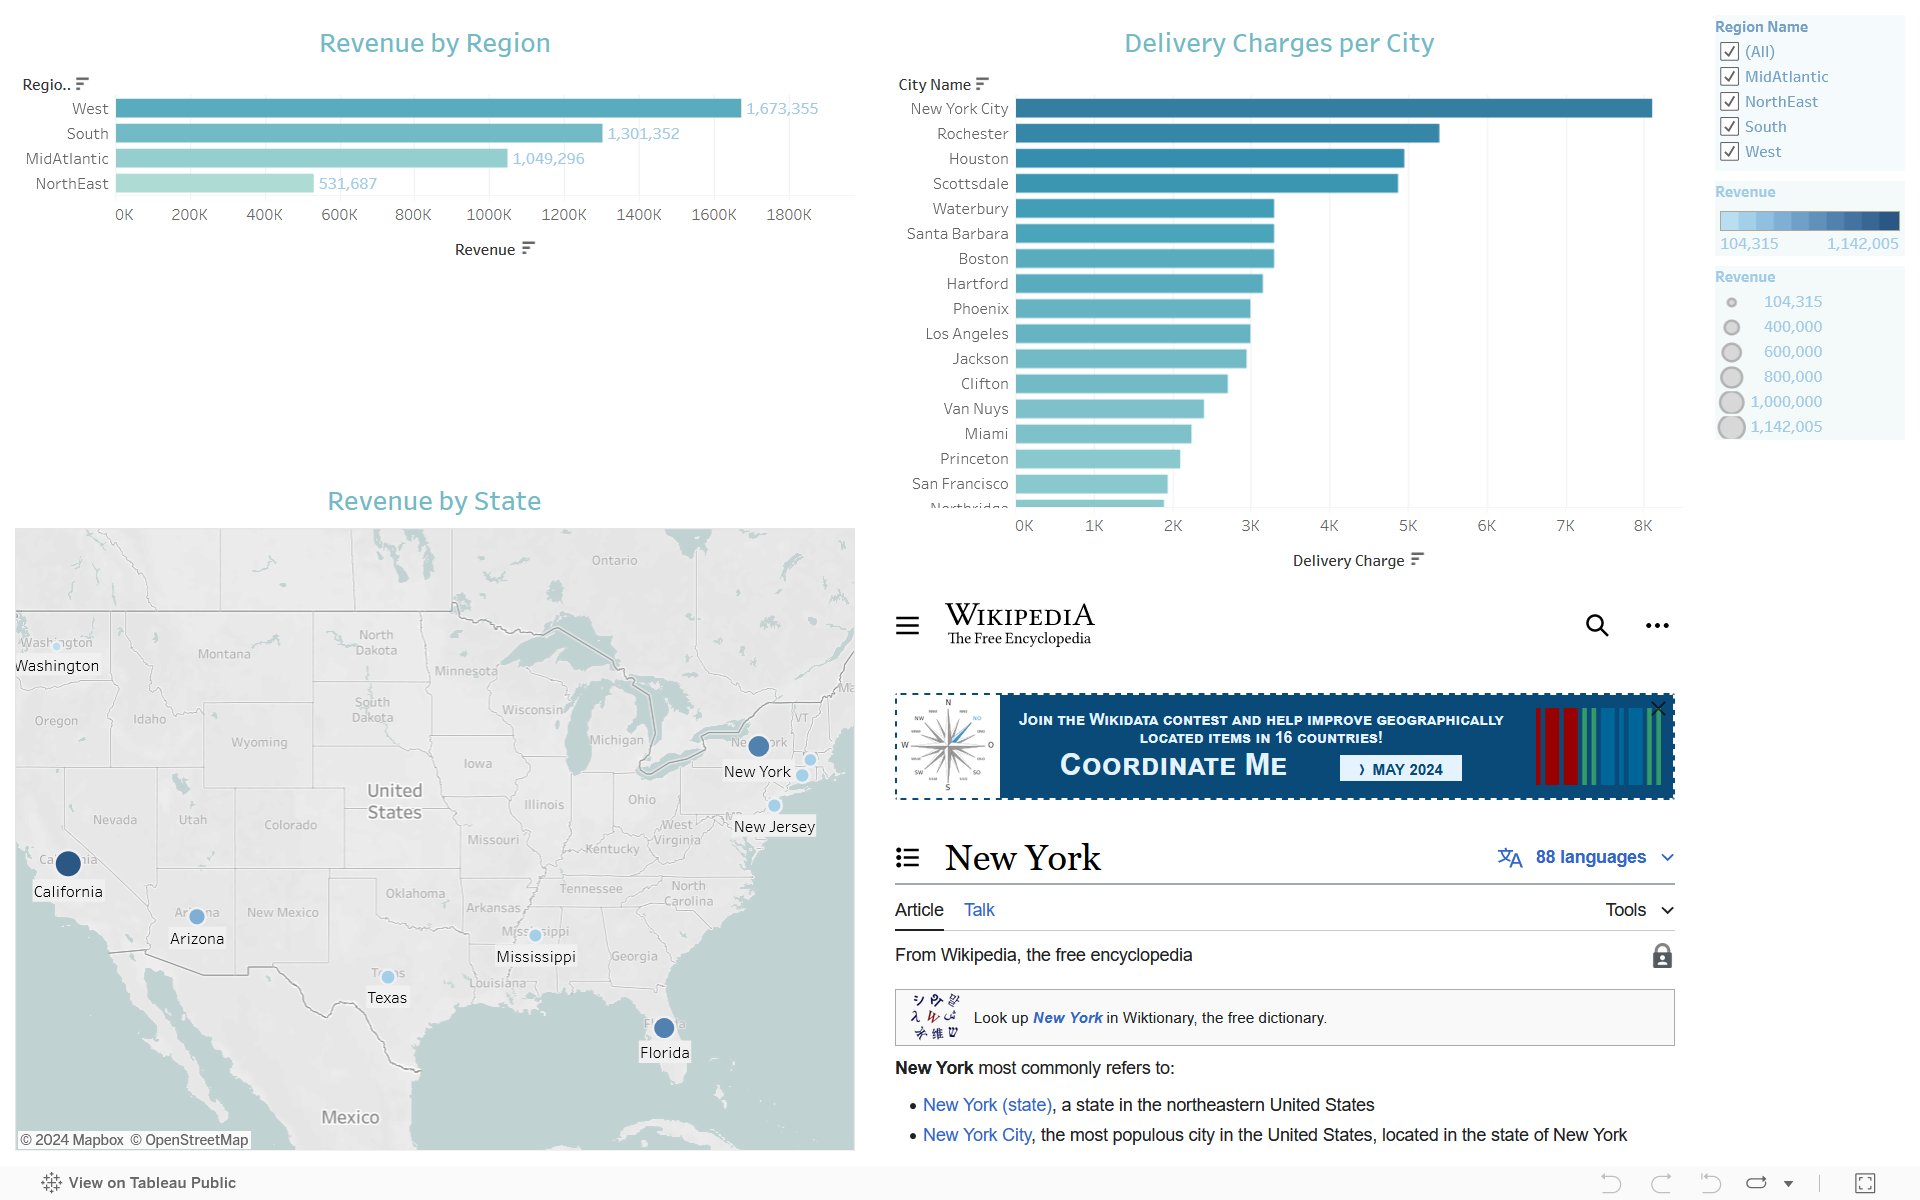 Revenue by Region
Regio..
West 1,673,355
South 1,301,352
MidAtlantic 1,049,296
NorthEast 531,687
0K 200K 400K 600K 800K 1000K 1200K 1400K 1600K 1800K
Revenue
Delivery Charges per City
City Name
New York City
Rochester
Houston
Scottsdale
Waterbury
Santa Barbara
Boston
Hartford
Phoenix
Los Angeles
Jackson
Clifton
Van Nuys
Miami
Princeton
San Francisco
Northridge
0K 1K 2K 3K 4K 5K 6K 7K 8K
Delivery Charge
Region Name
(All)
MidAtlantic
NorthEast
South
West
Revenue
104,315 1,142,005
Revenue
104,315
400,000
600,000
800,000
1,000,000
1,142,005
Revenue by State
Ontario
Washington
Washington
Montana
North
Dakota
Minnesota
Oregon
Idaho
South
Dakota
Wisconsin
Michigan
VT
Wyoming
New York
Iowa
United
States
Nevada
Utah
Colorado
Illinois
Ohio
New Jersey
Missouri
West
Virginia
Kentucky
California
Oklahoma
Tennessee
North
Carolina
New Mexico
Arkansas
Arizona
Mississippi
Georgia
Louisiana
Texas
Florida
Mexico
© 2024 Mapbox © OpenStreetMap
WIKIPEDIA
The Free Encyclopedia
N
W O
S
NW NO
SW SO
JOIN THE WIKIDATA CONTEST AND HELP IMPROVE GEOGRAPHICALLY
LOCATED ITEMS IN 16 COUNTRIES!
COORDINATE ME
› MAY 2024
New York
88 languages
Article Talk
Tools
From Wikipedia, the free encyclopedia
Look up New York in Wiktionary, the free dictionary.
New York most commonly refers to:
• New York (state), a state in the northeastern United States
• New York City, the most populous city in the United States, located in the state of New York
View on Tableau Public